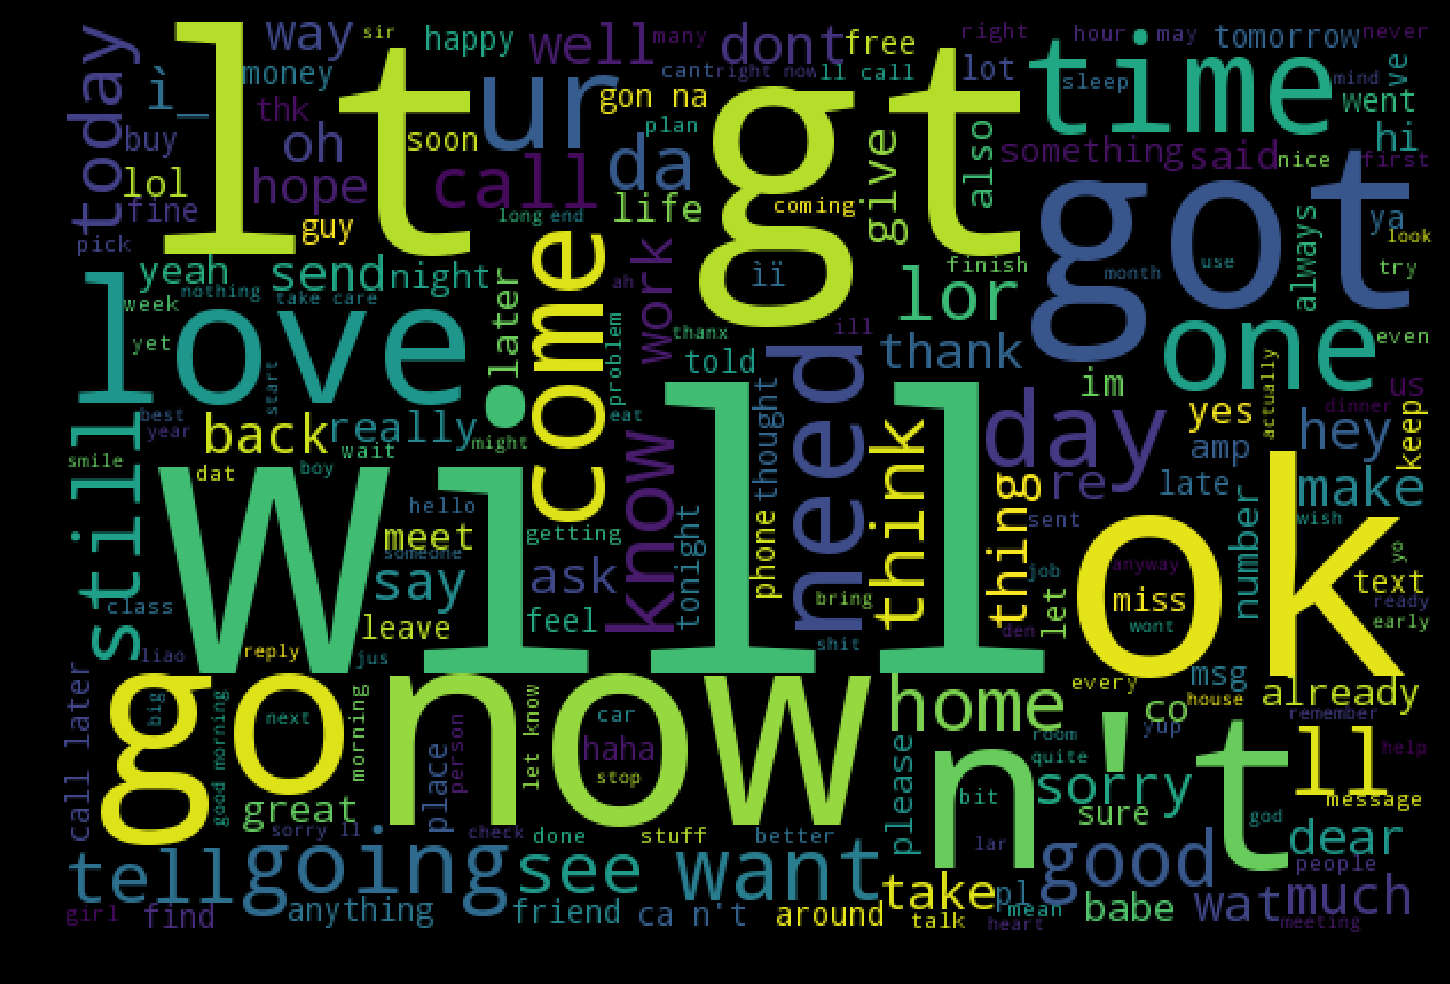 today
way
sir
happy
well
many
dont
free
right
hour
may
tomorrow
never
lt
ì_
money
ur
cant
right now
ll call
gt
lot
time
sleep
mind
ve
went
thk
gon na
buy
oh
soon
plan
da
give
also
something
said
nice
hi
first
lol
hope
call
life
coming
got
fine
guy
long
end
pick
ya
look
always
yeah
send
night
ah
work
ìï
finish
month
use
try
week
nothing
take care
later
come
lor
love
yet
problem
thanx
ill
told
thank
one
even
start
need
im
actually
us
best
year
back
really
wait
might
eat
thought
day
yes
dinner
keep
hey
smile
still
dat
boy
know
think
re
amp
late
make
will
hello
meet
someone
getting
tonight
phone
thing
sent
number
wish
ok
yo
class
say
ask
bring
job
anyway
miss
text
ready
leave
feel
let
wont
early
liao
reply
jus
shit
den
call later
go
big
good morning
next
morning
now
let know
car
haha
stop
home
every
msg
house
already
co
remember
person
place
please
n't
room
yup
quite
ll
help
great
sorry
bit
sure
message
god
sorry ll
check
done
stuff
better
lar
dear
tell
going
see
want
good
people
take
pl
mean
girl
find
anything
friend
ca n't
around
talk
heart
babe
wat
much
meeting